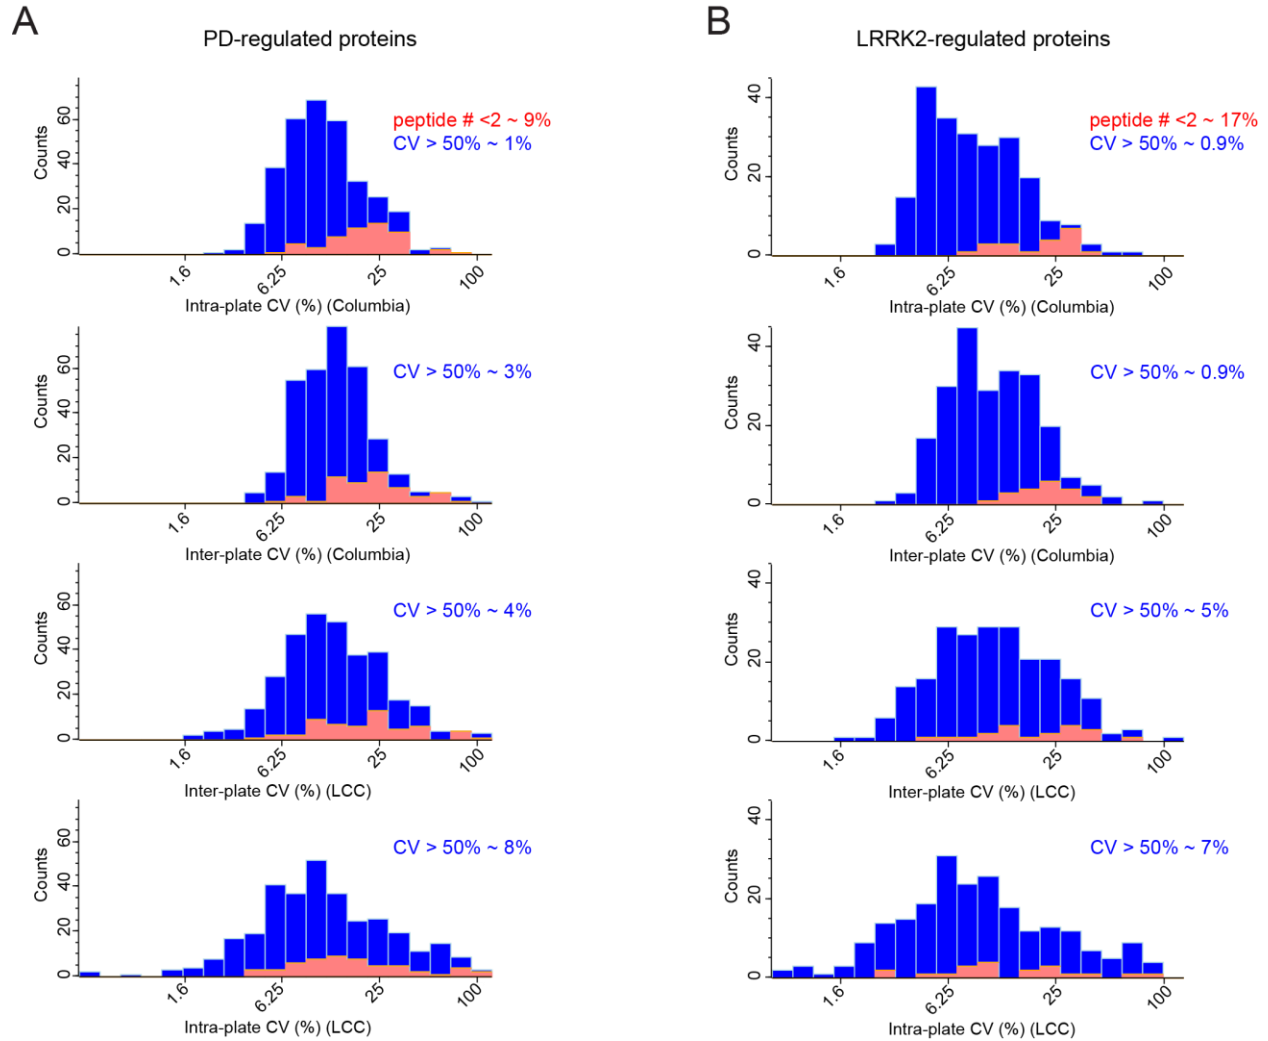 A
PD-regulated proteins
Counts
0
20
40
60
peptide # <2 ~ 9%
CV > 50% ~ 1%
1.6
6.25
25
100
Intra-plate CV (%) (Columbia)
Counts
0
20
40
60
CV > 50% ~ 3%
1.6
6.25
25
100
Inter-plate CV (%) (Columbia)
Counts
0
20
40
60
CV > 50% ~ 4%
1.6
6.25
25
100
Inter-plate CV (%) (LCC)
Counts
0
20
40
60
CV > 50% ~ 8%
1.6
6.25
25
100
Intra-plate CV (%) (LCC)
B
LRRK2-regulated proteins
Counts
0
20
40
peptide # <2 ~ 17%
CV > 50% ~ 0.9%
1.6
6.25
25
100
Intra-plate CV (%) (Columbia)
Counts
0
20
40
CV > 50% ~ 0.9%
1.6
6.25
25
100
Inter-plate CV (%) (Columbia)
Counts
0
20
40
CV > 50% ~ 5%
1.6
6.25
25
100
Inter-plate CV (%) (LCC)
Counts
0
20
40
CV > 50% ~ 7%
1.6
6.25
25
100
Intra-plate CV (%) (LCC)